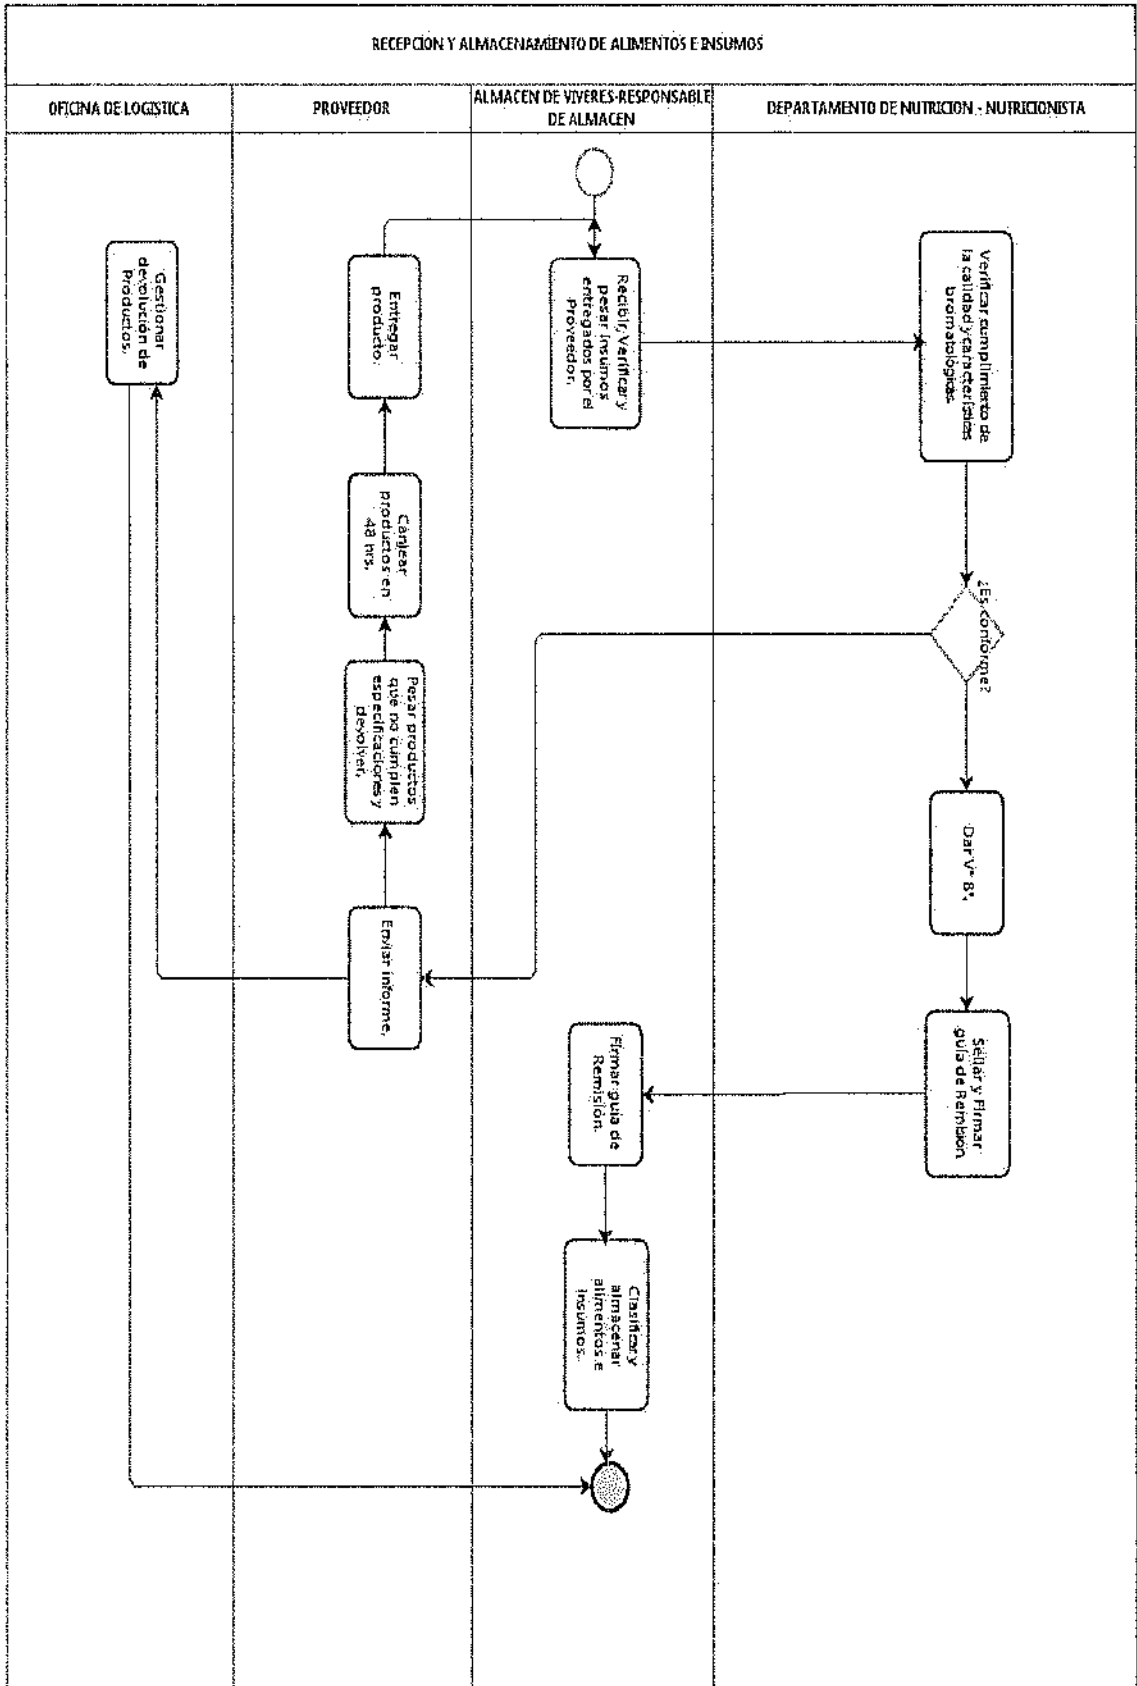 RECEPCION Y ALMACENAMIENTO DE ALIMENTOS E INSUMOS
OFICINA DE LOGISTICA
PROVEEDOR
ALMACEN DE VIVERES-RESPONSABLE
DE ALMACEN
DEPARTAMENTO DE NUTRICION - NUTRICIONISTA
Gestionar
devolución de
Productos.
Entregar
producto.
Recibir, Verificar y
pesar insumos
entregados por el
Proveedor.
Verificar cumplimiento de
la calidad y características
bromatológicas.
Canjear
productos en
48 hrs.
¿Es conforme?
Pesar productos
que no cumplen
especificaciones y
devolver.
Dar V° B°.
Enviar informe.
Sellar y Firmar
guía de Remisión
Firmar guia de
Remisión.
Clasificar y
almacenar
alimentos e
insumos.